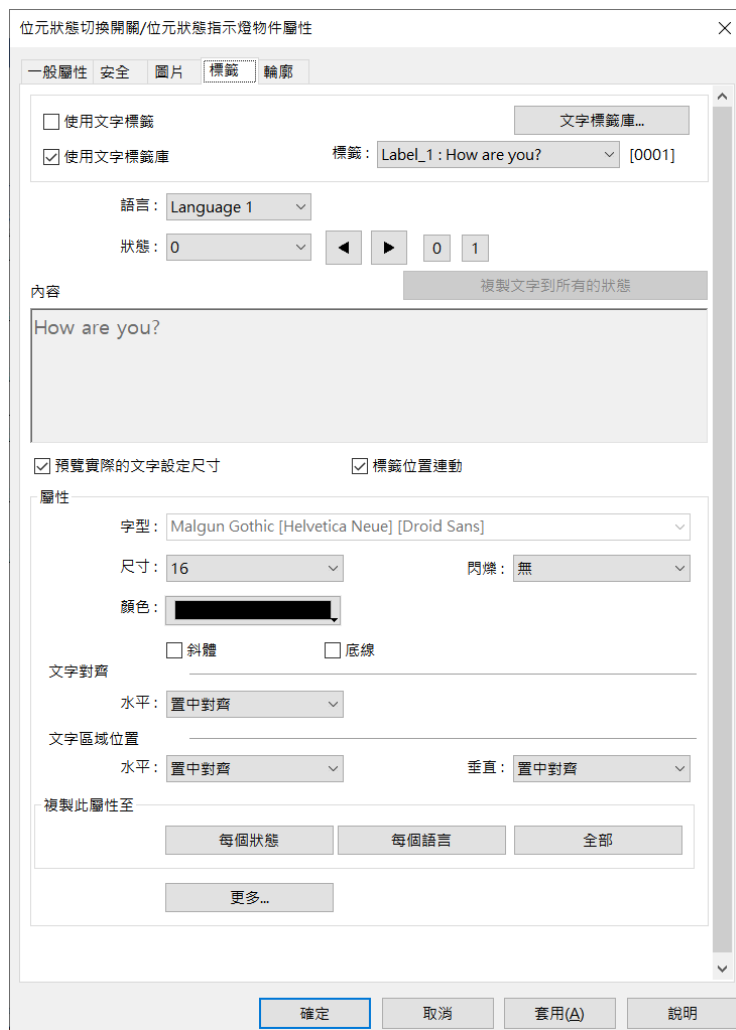 位元狀態切換開關/位元狀態指示燈物件屬性
一般屬性 安全 圖片 標籤 輪廓
使用文字標籤 文字標籤庫...
使用文字標籤庫 標籤 : Label_1 : How are you? [0001]
語言 : Language 1
狀態 : 0 0 1
複製文字到所有的狀態
內容
How are you?
預覽實際的文字設定尺寸 標籤位置連動
屬性
字型 : Malgun Gothic [Helvetica Neue] [Droid Sans]
尺寸 : 16 閃爍 : 無
顏色 :
斜體 底線
文字對齊
水平 : 置中對齊
文字區域位置
水平 : 置中對齊 垂直 : 置中對齊
複製此屬性至
每個狀態 每個語言 全部
更多...
確定 取消 套用(A) 說明